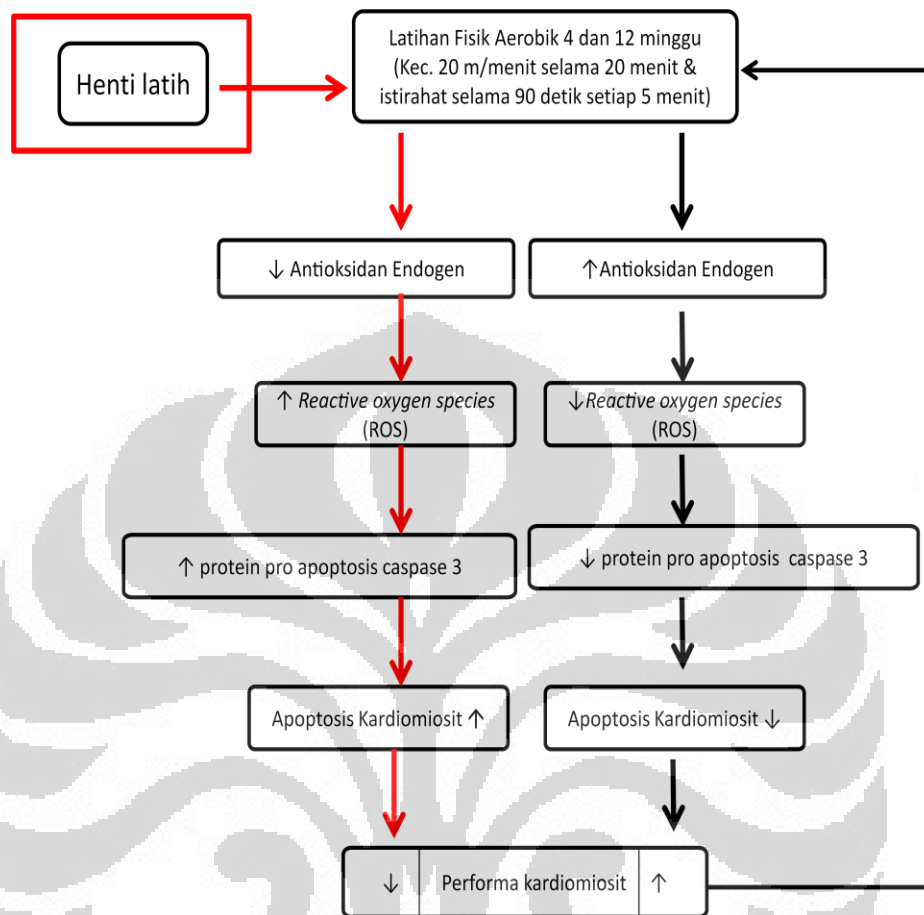 Henti latih
Latihan Fisik Aerobik 4 dan 12 minggu
(Kec. 20 m/menit selama 20 menit &
istirahat selama 90 detik setiap 5 menit)
↓ Antioksidan Endogen
↑Antioksidan Endogen
↑ Reactive oxygen species
(ROS)
↓Reactive oxygen species
(ROS)
↑ protein pro apoptosis caspase 3
↓ protein pro apoptosis caspase 3
Apoptosis Kardiomiosit ↑
Apoptosis Kardiomiosit ↓
↓ Performa kardiomiosit ↑